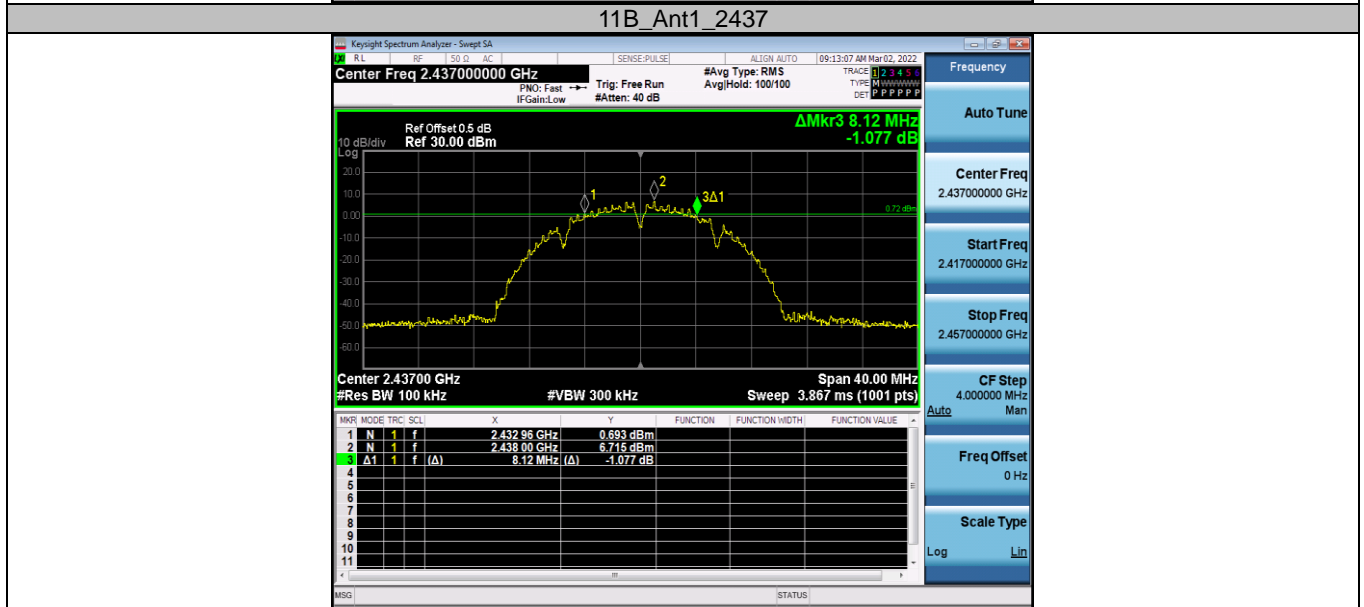 11B_Ant1_2437
Keysight Spectrum Analyzer - Swept SA
RL RF 50 Ω AC SENSE:PULSE ALIGN AUTO 09:13:07 AM Mar 02, 2022
Center Freq 2.437000000 GHz
PNO: Fast
IFGain:Low
Trig: Free Run
#Atten: 40 dB
#Avg Type: RMS
Avg|Hold: 100/100
TRACE 1 2 3 4 5 6
TYPE M W W W W W
DET P P P P P P
Ref Offset 0.5 dB
10 dB/div Ref 30.00 dBm
Log
ΔMkr3 8.12 MHz
-1.077 dB
20.0
10.0
0.00
-10.0
-20.0
-30.0
-40.0
-50.0
-60.0
1
2
3Δ1
0.72 dBm
Center 2.43700 GHz Span 40.00 MHz
#Res BW 100 kHz #VBW 300 kHz Sweep 3.867 ms (1001 pts)
MKR MODE TRC SCL X Y FUNCTION FUNCTION WIDTH FUNCTION VALUE
1 N 1 f 2.432 96 GHz 0.693 dBm
2 N 1 f 2.438 00 GHz 6.715 dBm
3 Δ1 1 f (Δ) 8.12 MHz (Δ) -1.077 dB
4
5
6
7
8
9
10
11
MSG STATUS
Frequency
Auto Tune
Center Freq
2.437000000 GHz
Start Freq
2.417000000 GHz
Stop Freq
2.457000000 GHz
CF Step
4.000000 MHz
Auto Man
Freq Offset
0 Hz
Scale Type
Log Lin